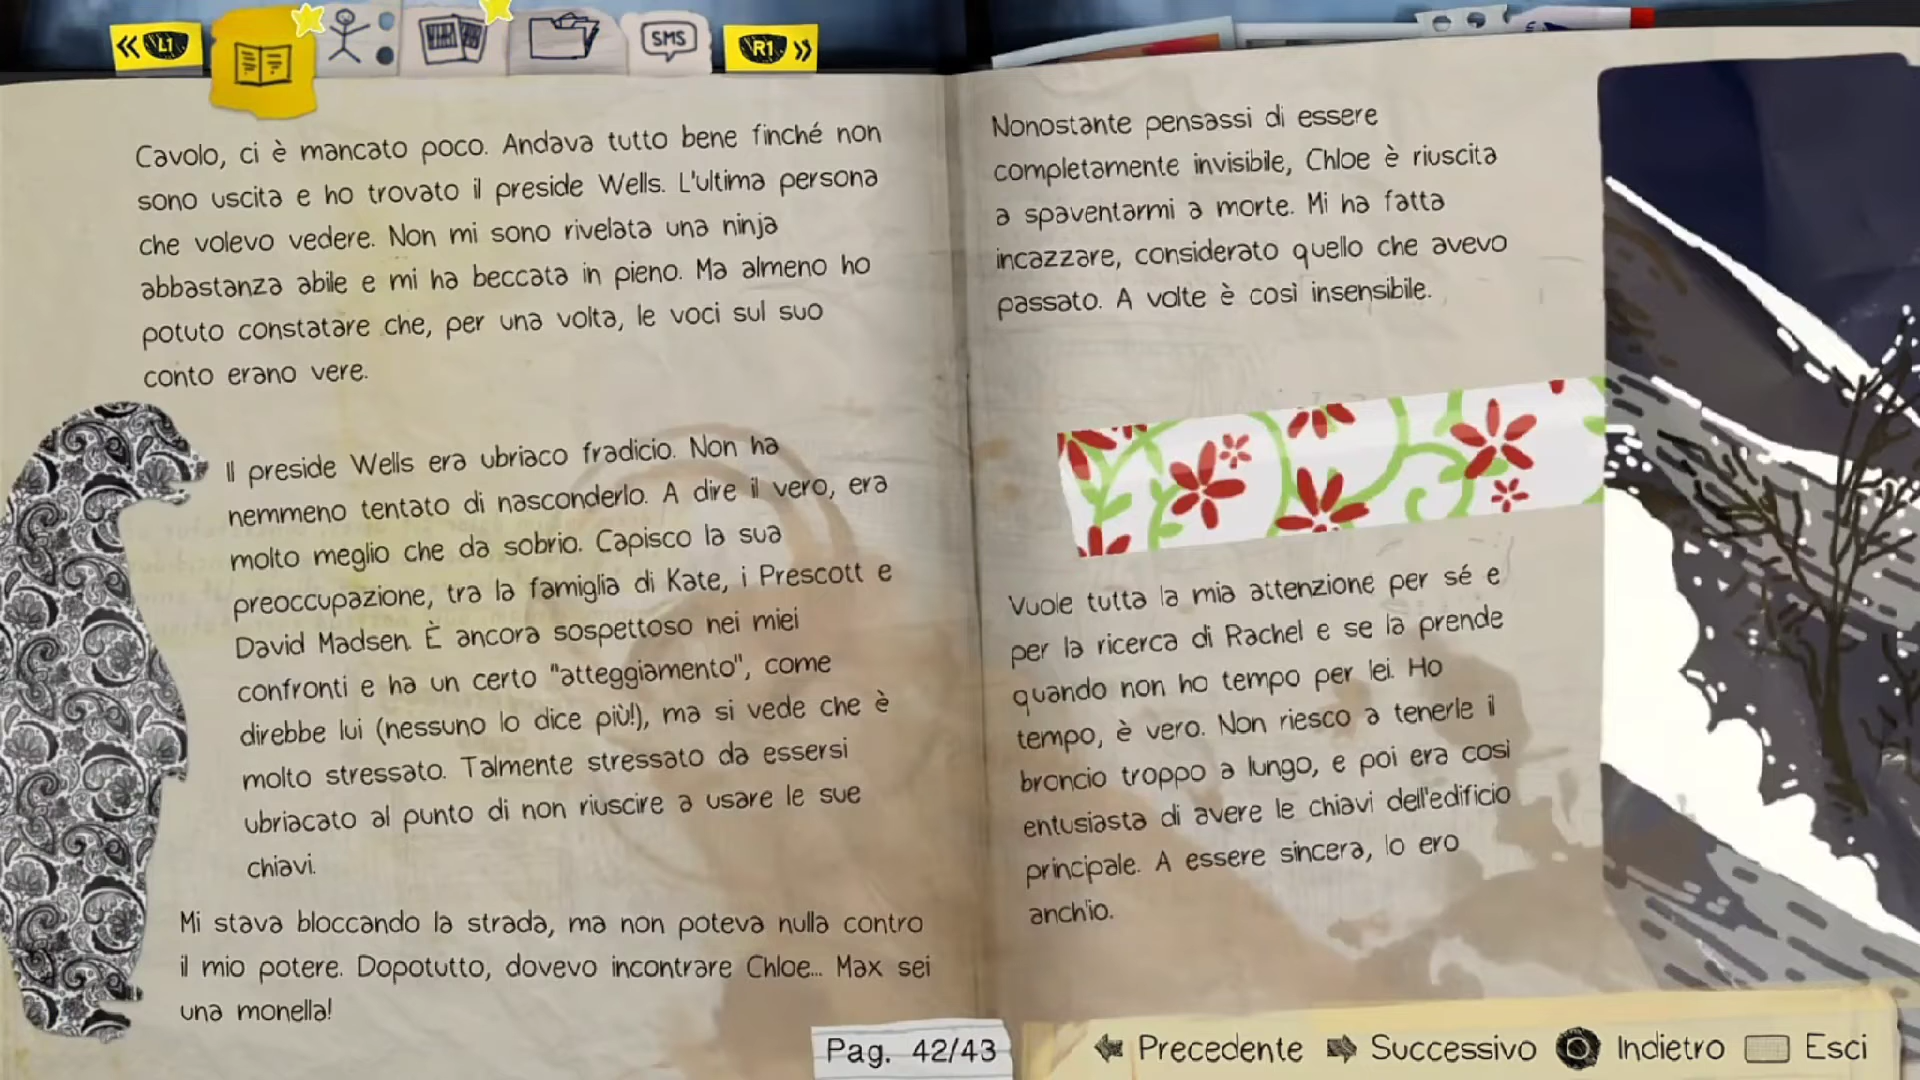 L1
SMS
R1
Cavolo, ci è mancato poco. Andava tutto bene finché non
sono uscita e ho trovato il preside Wells. L'ultima persona
che volevo vedere. Non mi sono rivelata una ninja
abbastanza abile e mi ha beccata in pieno. Ma almeno ho
potuto constatare che, per una volta, le voci sul suo
conto erano vere.
Il preside Wells era ubriaco fradicio. Non ha
nemmeno tentato di nasconderlo. A dire il vero, era
molto meglio che da sobrio. Capisco la sua
preoccupazione, tra la famiglia di Kate, i Prescott e
David Madsen. È ancora sospettoso nei miei
confronti e ha un certo "atteggiamento", come
direbbe lui (nessuno lo dice più!), ma si vede che è
molto stressato. Talmente stressato da essersi
ubriacato al punto di non riuscire a usare le sue
chiavi.
Mi stava bloccando la strada, ma non poteva nulla contro
il mio potere. Dopotutto, dovevo incontrare Chloe... Max sei
una monella!
Nonostante pensassi di essere
completamente invisibile, Chloe è riuscita
a spaventarmi a morte. Mi ha fatta
incazzare, considerato quello che avevo
passato. A volte è così insensibile.
Vuole tutta la mia attenzione per sé e
per la ricerca di Rachel e se la prende
quando non ho tempo per lei. Ho
tempo, è vero. Non riesco a tenerle il
broncio troppo a lungo, e poi era così
entusiasta di avere le chiavi dell'edificio
principale. A essere sincera, lo ero
anch'io.
Pag. 42/43
Precedente
Successivo
Indietro
Esci